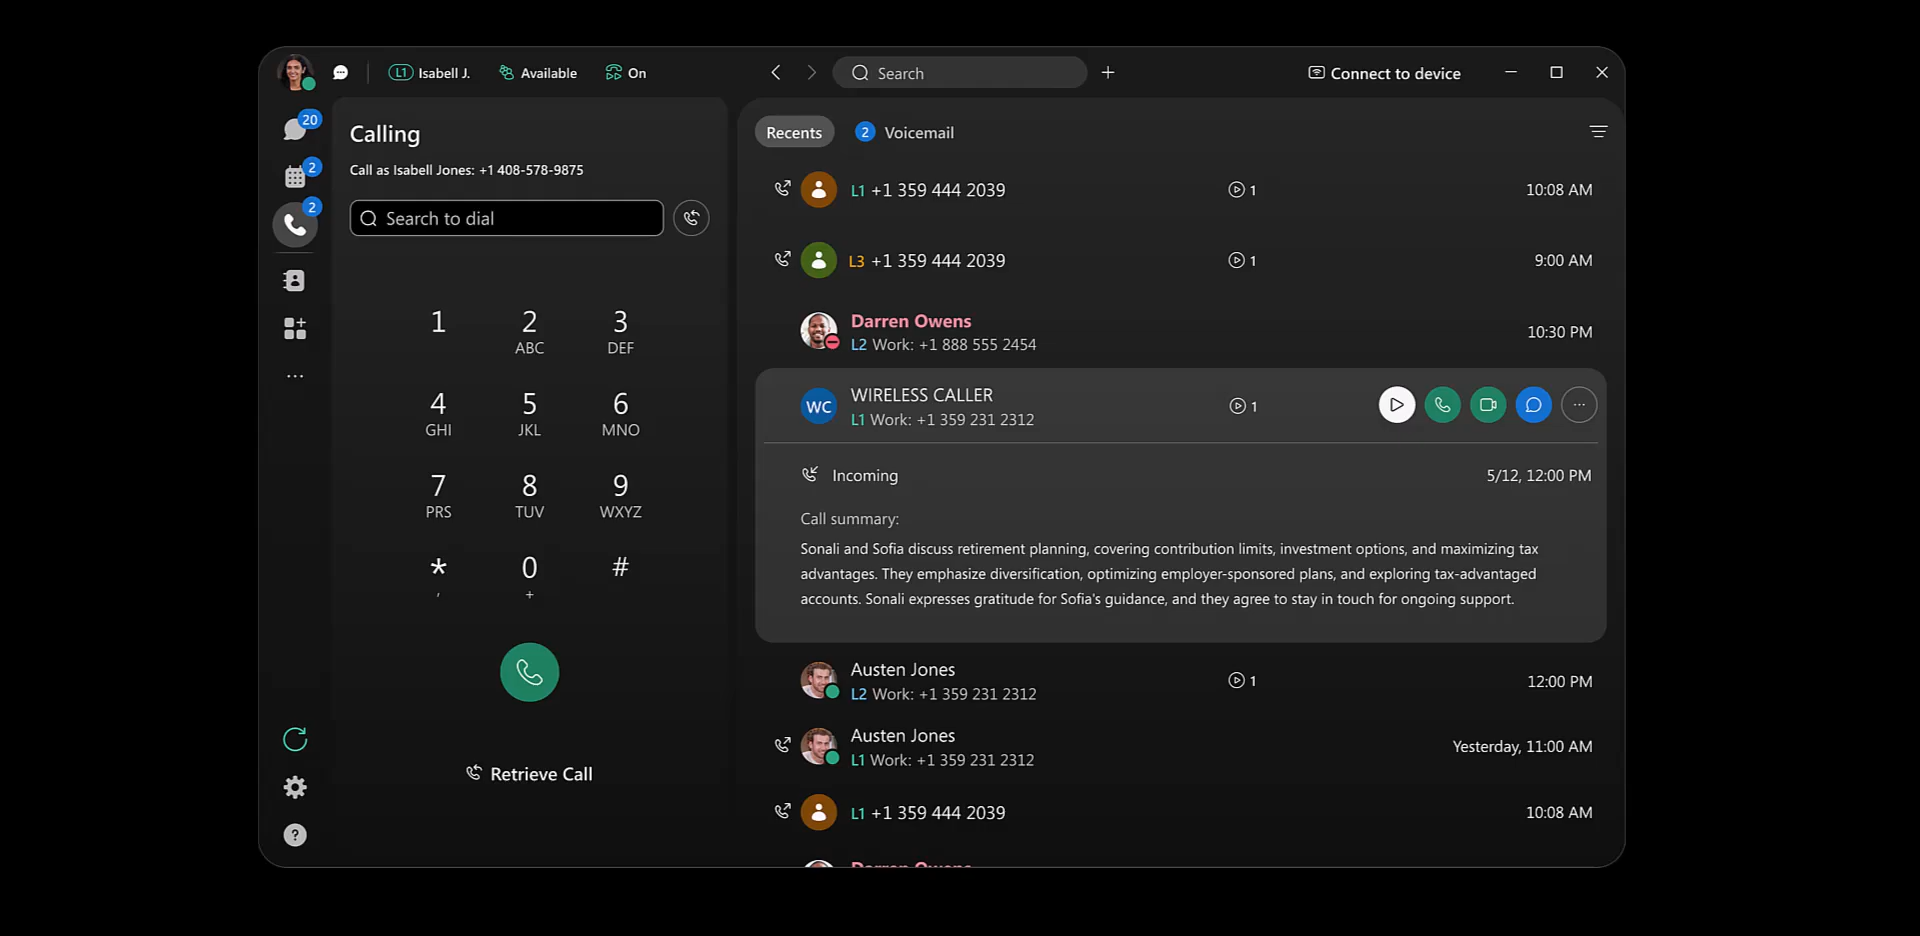 L1 Isabell J. Available On Search Connect to device
20
2
2
Calling
Call as Isabell Jones: +1 408-578-9875
Search to dial
1 2 3
ABC DEF
4 5 6
GHI JKL MNO
7 8 9
PRS TUV WXYZ
* 0 #
, +
Retrieve Call
?
Recents 2 Voicemail
L1 +1 359 444 2039 1 10:08 AM
L3 +1 359 444 2039 1 9:00 AM
Darren Owens
L2 Work: +1 888 555 2454 10:30 PM
WC WIRELESS CALLER
L1 Work: +1 359 231 2312 1
Incoming 5/12, 12:00 PM
Call summary:
Sonali and Sofia discuss retirement planning, covering contribution limits, investment options, and maximizing tax
advantages. They emphasize diversification, optimizing employer-sponsored plans, and exploring tax-advantaged
accounts. Sonali expresses gratitude for Sofia's guidance, and they agree to stay in touch for ongoing support.
Austen Jones
L2 Work: +1 359 231 2312 1 12:00 PM
Austen Jones
L1 Work: +1 359 231 2312 Yesterday, 11:00 AM
L1 +1 359 444 2039 10:08 AM
Darren Owens